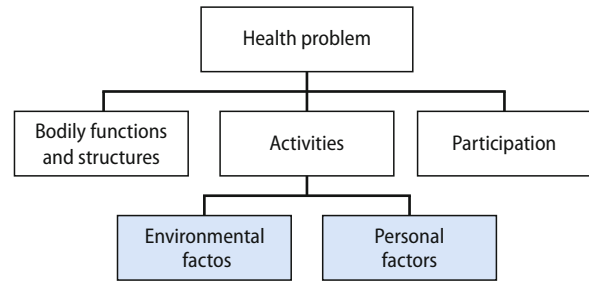 Health problem
Bodily functions
and structures
Activities
Participation
Environmental
factos
Personal
factors